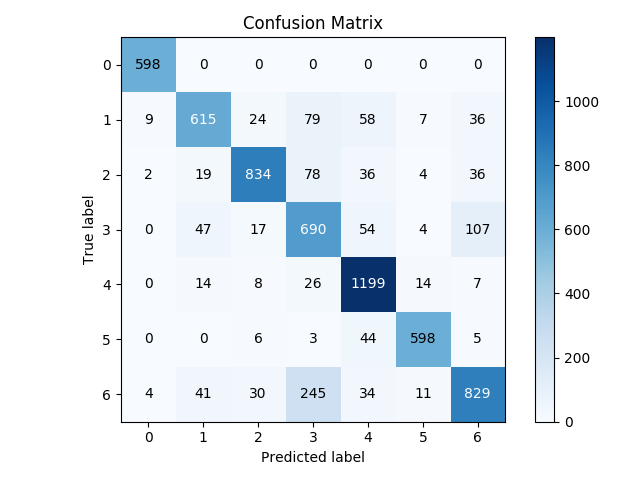 Confusion Matrix
0 598 0 0 0 0 0 0
1 9 615 24 79 58 7 36
2 2 19 834 78 36 4 36
3 0 47 17 690 54 4 107
4 0 14 8 26 1199 14 7
5 0 0 6 3 44 598 5
6 4 41 30 245 34 11 829
0 1 2 3 4 5 6
True label
Predicted label
1000
800
600
400
200
0